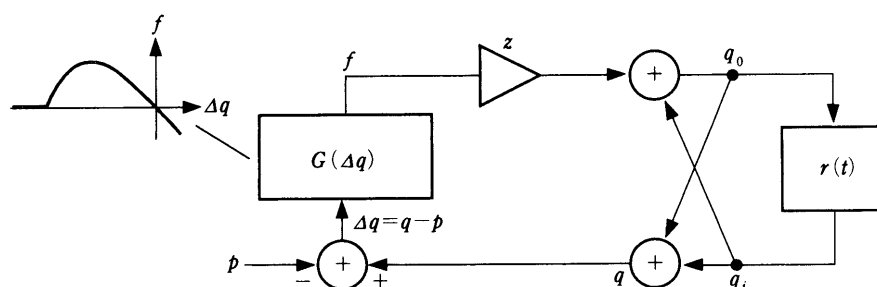 f
Δq
f
z
q₀
G(Δq)
r(t)
Δq=q−p
p
−
+
+
+
+
q
qᵢ